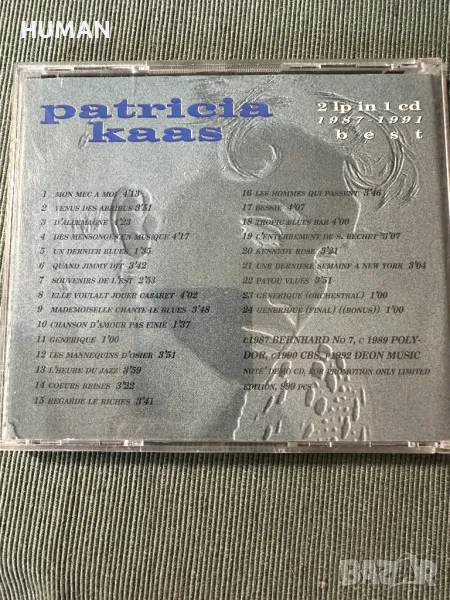 HUMAN
patricia
kaas
2 lp in 1 cd
1987-1991
best
1 MON MEC A MOI 4'13
2 VENUS DES ABRIBUS 3'51
3 D'ALLEMAGNE 4'23
4 DES MENSONGES EN MUSIQUE 4'17
5 UN DERNIER BLUES 1'35
6 QUAND JIMMY DIT 3'42
7 SOUVENIRS DE L'EST 2'53
8 ELLE VOULAIT JOUER CABARET 4'02
9 MADEMOISELLE CHANTE LE BLUES 3'48
10 CHANSON D'AMOUR PAS FINIE 1'37
11 GENERIQUE 1'00
12 LES MANNEQUINS D'OSIER 3'51
13 L'HEURE DU JAZZ 3'59
14 COEURS BRISES 3'22
15 REGARDE LE RICHES 3'41
16 LES HOMMES QUI PASSENT 3'46
17 BESSIE 4'07
18 TROPIC BLUES BAR 4'00
19 L'ENTERREMENT DE S. BECHET 3'07
20 KENNEDY ROSE 3'21
21 UNE DERNIERE SEMAINE A NEW YORK 3'04
22 PATOU VLUES 3'51
23 GENERIQUE (ORCHESTRAL) 1'00
24 GENERIQUE (FINAL) ((BONUS)) 1'00
c1987 BERNHARD No 7, c 1989 POLY-
DOR, c1990 CBS, c1992 DEON MUSIC
NOTE' DEMO CD, FOR PROMOTION ONLY LIMITED
EDITION, 999 PCS
BAZAR